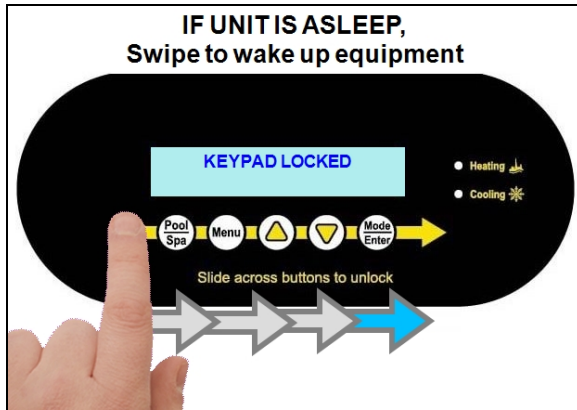 IF UNIT IS ASLEEP,
Swipe to wake up equipment
KEYPAD LOCKED
Heating
Cooling
Pool
Spa
Menu
Mode
Enter
Slide across buttons to unlock